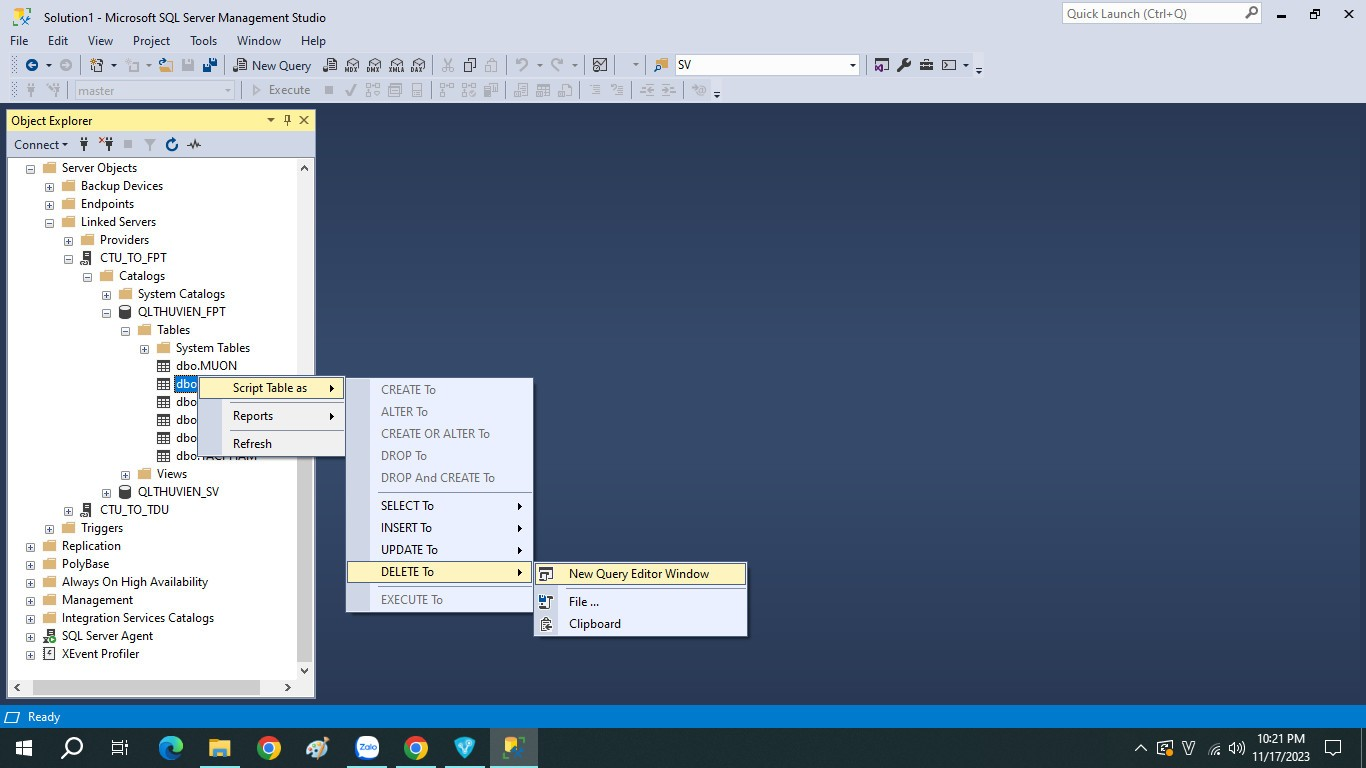 Solution1 - Microsoft SQL Server Management Studio
Quick Launch (Ctrl+Q)
File Edit View Project Tools Window Help
New Query MDX DMX XMLA DAX SV
master Execute
Object Explorer
Connect
Server Objects
Backup Devices
Endpoints
Linked Servers
Providers
CTU_TO_FPT
Catalogs
System Catalogs
QLTHUVIEN_FPT
Tables
System Tables
dbo.MUON
dbo
dbo
dbo
dbo
dbo.
Views
QLTHUVIEN_SV
CTU_TO_TDU
Triggers
Replication
PolyBase
Always On High Availability
Management
Integration Services Catalogs
SQL Server Agent
XEvent Profiler
Script Table as
Reports
Refresh
CREATE To
ALTER To
CREATE OR ALTER To
DROP To
DROP And CREATE To
SELECT To
INSERT To
UPDATE To
DELETE To
EXECUTE To
New Query Editor Window
File ...
Clipboard
Ready
Zalo
10:21 PM
11/17/2023